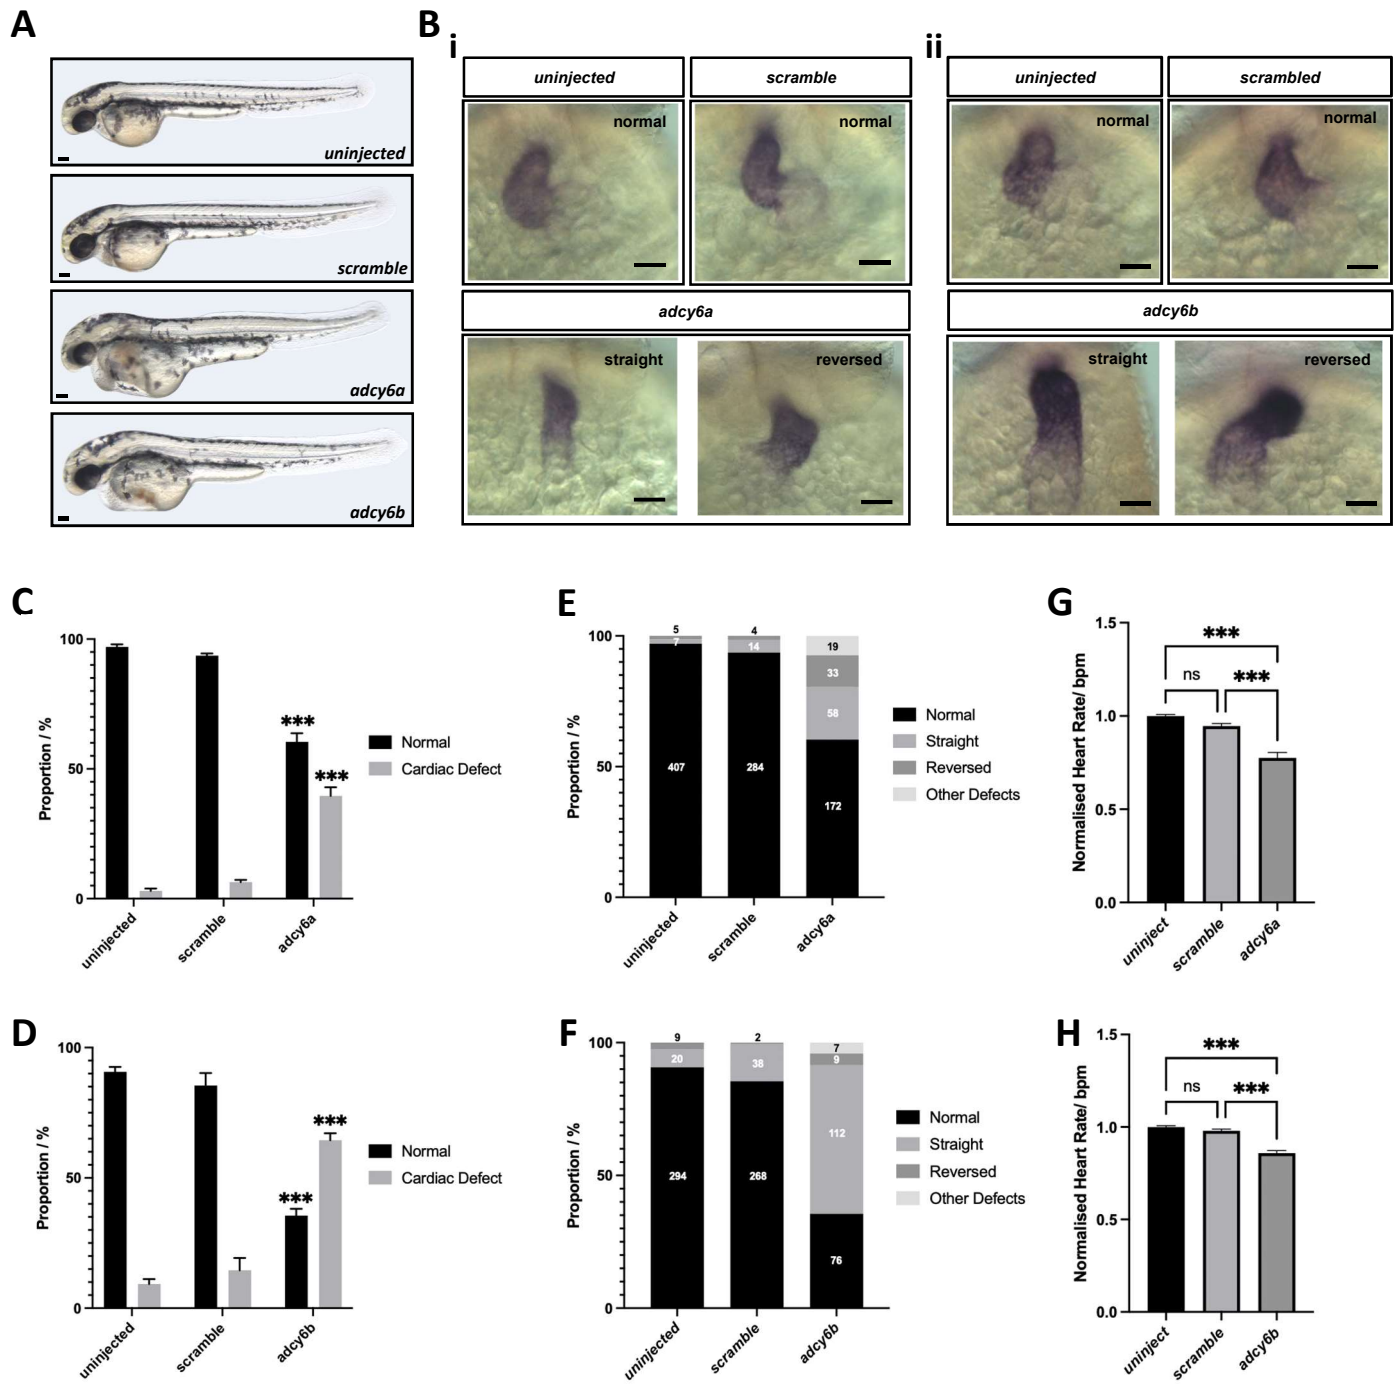 A
uninjected
scramble
adcy6a
adcy6b
B
i
uninjected
scramble
normal
normal
adcy6a
straight
reversed
ii
uninjected
scrambled
normal
normal
adcy6b
straight
reversed
C
100
50
0
Proportion / %
***
***
uninjected
scramble
adcy6a
Normal
Cardiac Defect
E
100
50
0
Proportion / %
5
7
407
4
14
284
19
33
58
172
uninjected
scramble
adcy6a
Normal
Straight
Reversed
Other Defects
G
1.5
1.0
0.5
0.0
Normalised Heart Rate/ bpm
***
ns
***
uninject
scramble
adcy6a
D
100
50
0
Proportion / %
***
***
uninjected
scramble
adcy6b
Normal
Cardiac Defect
F
100
50
0
Proportion / %
9
20
294
2
38
268
7
9
112
76
uninjected
scramble
adcy6b
Normal
Straight
Reversed
Other Defects
H
1.5
1.0
0.5
0.0
Normalised Heart Rate/ bpm
***
ns
***
uninject
scramble
adcy6b